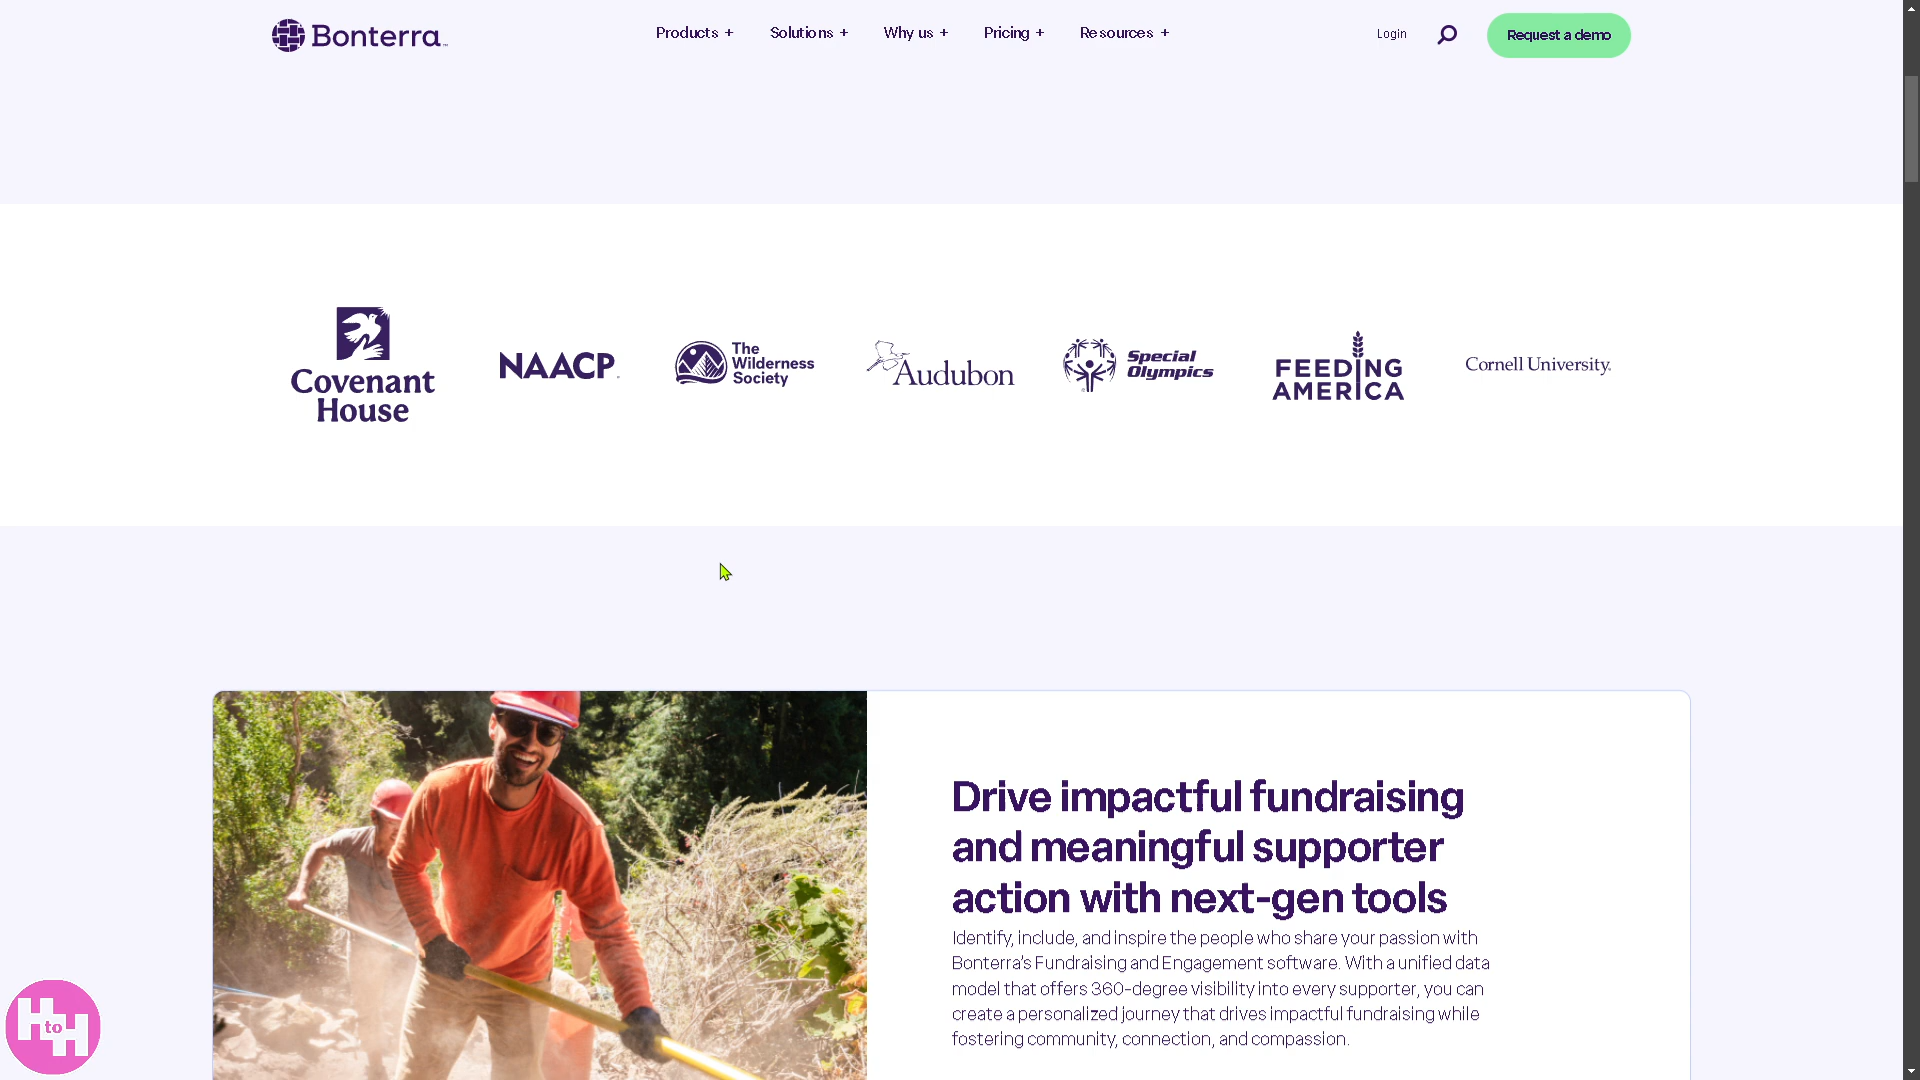 Bonterra
Products +
Solutions +
Why us +
Pricing +
Resources +
Login
Request a demo
Covenant
House
NAACP
The
Wilderness
Society
Audubon
Special
Olympics
FEEDING
AMERICA
Cornell University.
Drive impactful fundraising
and meaningful supporter
action with next-gen tools
Identify, include, and inspire the people who share your passion with
Bonterra's Fundraising and Engagement software. With a unified data
model that offers 360-degree visibility into every supporter, you can
create a personalized journey that drives impactful fundraising while
fostering community, connection, and compassion.
H to H